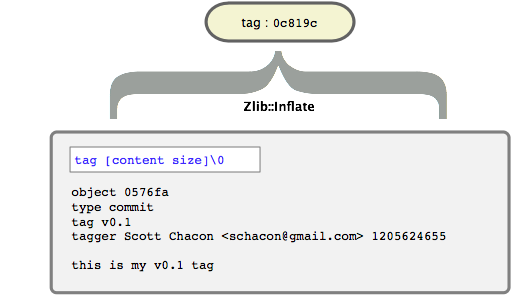 tag : 0c819c
Zlib::Inflate
tag [content size]\0
object 0576fa
type commit
tag v0.1
tagger Scott Chacon <schacon@gmail.com> 1205624655
this is my v0.1 tag